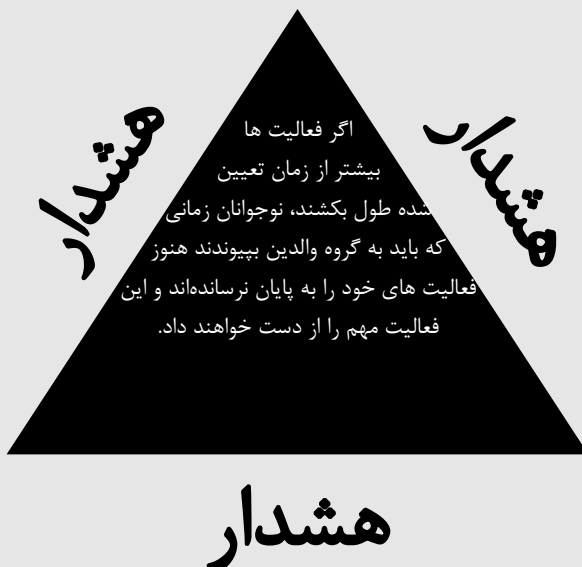 هشدار
هشدار
اگر فعالیت ها
بیشتر از زمان تعیین
شده طول بکشند، نوجوانان زمانی
که باید به گروه والدین بپیوندند هنوز
فعالیت های خود را به پایان نرسانده‌اند و این
فعالیت مهم را از دست خواهند داد.
هشدار